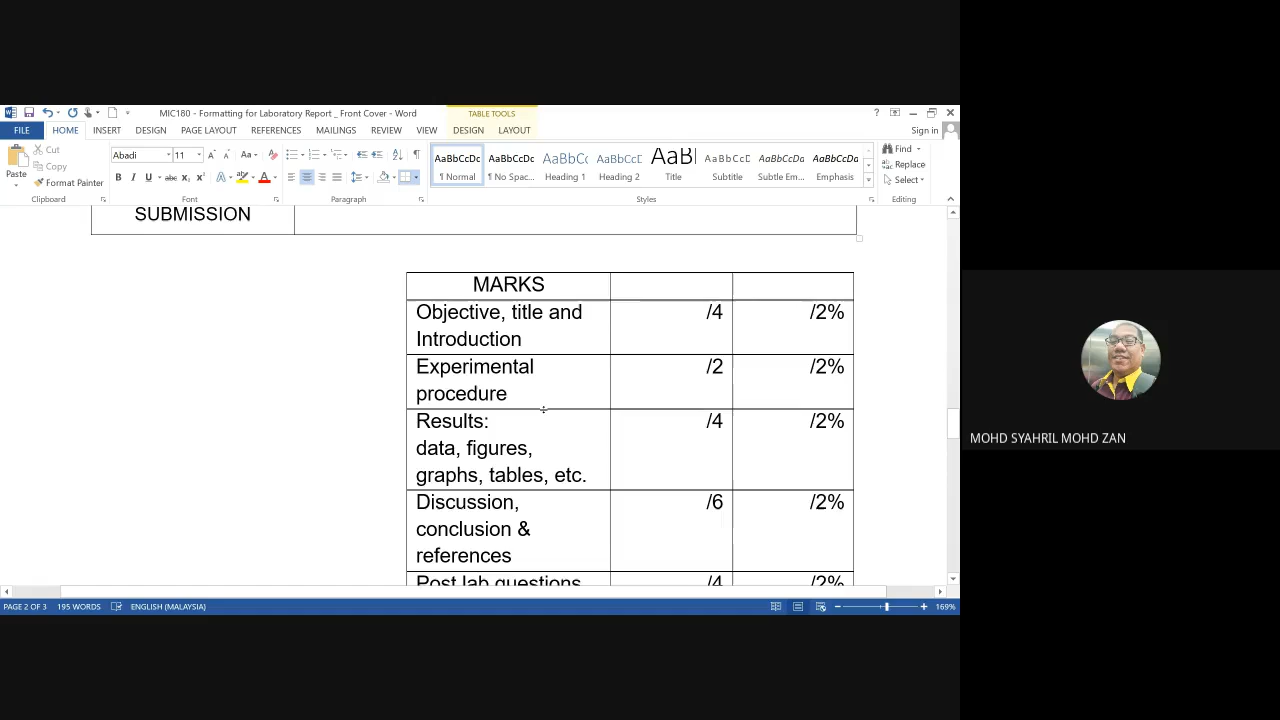 MIC180 - Formatting for Laboratory Report _ Front Cover - Word
TABLE TOOLS
FILE HOME INSERT DESIGN PAGE LAYOUT REFERENCES MAILINGS REVIEW VIEW DESIGN LAYOUT
Sign in
Cut
Copy
Format Painter
Paste
Clipboard
Abadi 11
Font
Paragraph
AaBbCcDc AaBbCcDc AaBbCc AaBbCcD AaBl AaBbCcD AaBbCcDa AaBbCcDa
¶ Normal ¶ No Spac... Heading 1 Heading 2 Title Subtitle Subtle Em... Emphasis
Styles
Find
Replace
Select
Editing
SUBMISSION
MARKS
Objective, title and /4 /2%
Introduction
Experimental /2 /2%
procedure
Results: /4 /2%
data, figures,
graphs, tables, etc.
Discussion, /6 /2%
conclusion &
references
Post lab questions /4 /2%
PAGE 2 OF 3 195 WORDS ENGLISH (MALAYSIA) 169%
MOHD SYAHRIL MOHD ZAN